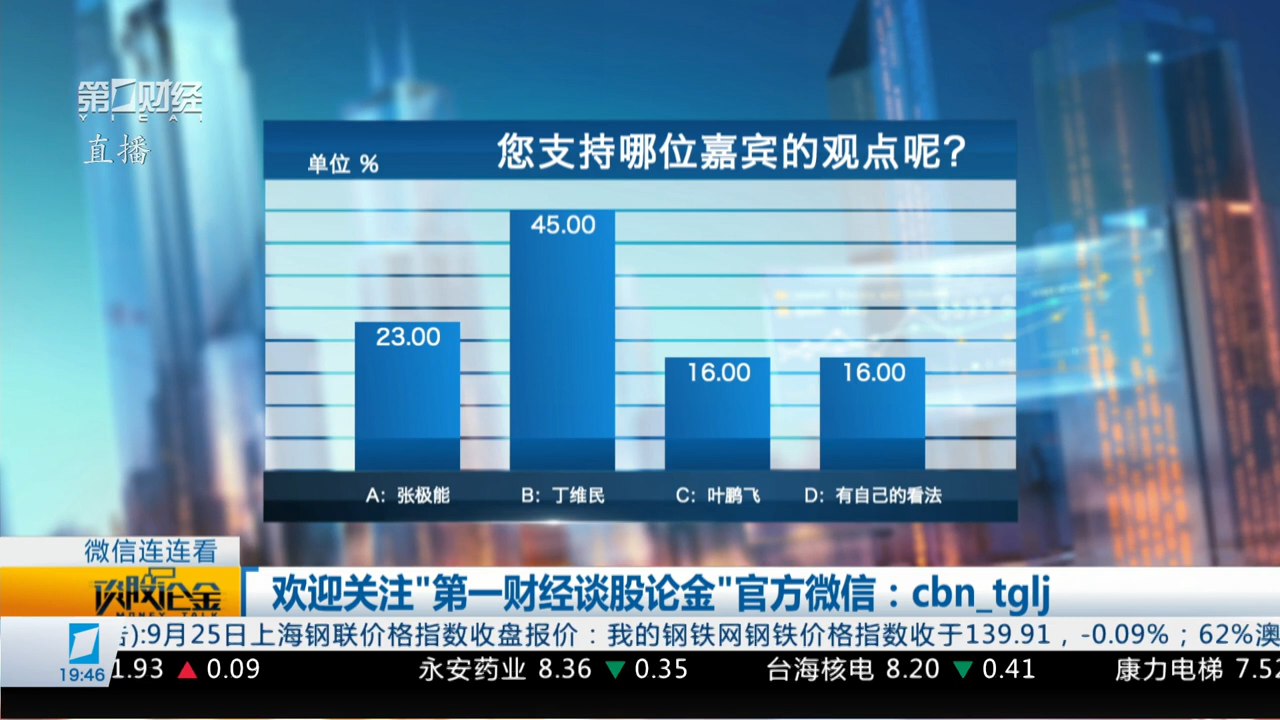 第一财经
YICAI
直播
您支持哪位嘉宾的观点呢?
单位 %
23.00
45.00
16.00
16.00
A: 张极能
B: 丁维民
C: 叶鹏飞
D: 有自己的看法
微信连连看
谈股论金
MONEY TALK
欢迎关注"第一财经谈股论金"官方微信：cbn_tglj
):9月25日上海钢联价格指数收盘报价：我的钢铁网钢铁价格指数收于139.91，-0.09%；62%澳
19:46
1.93 ▲ 0.09 永安药业 8.36 ▼ 0.35 台海核电 8.20 ▼ 0.41 康力电梯 7.52